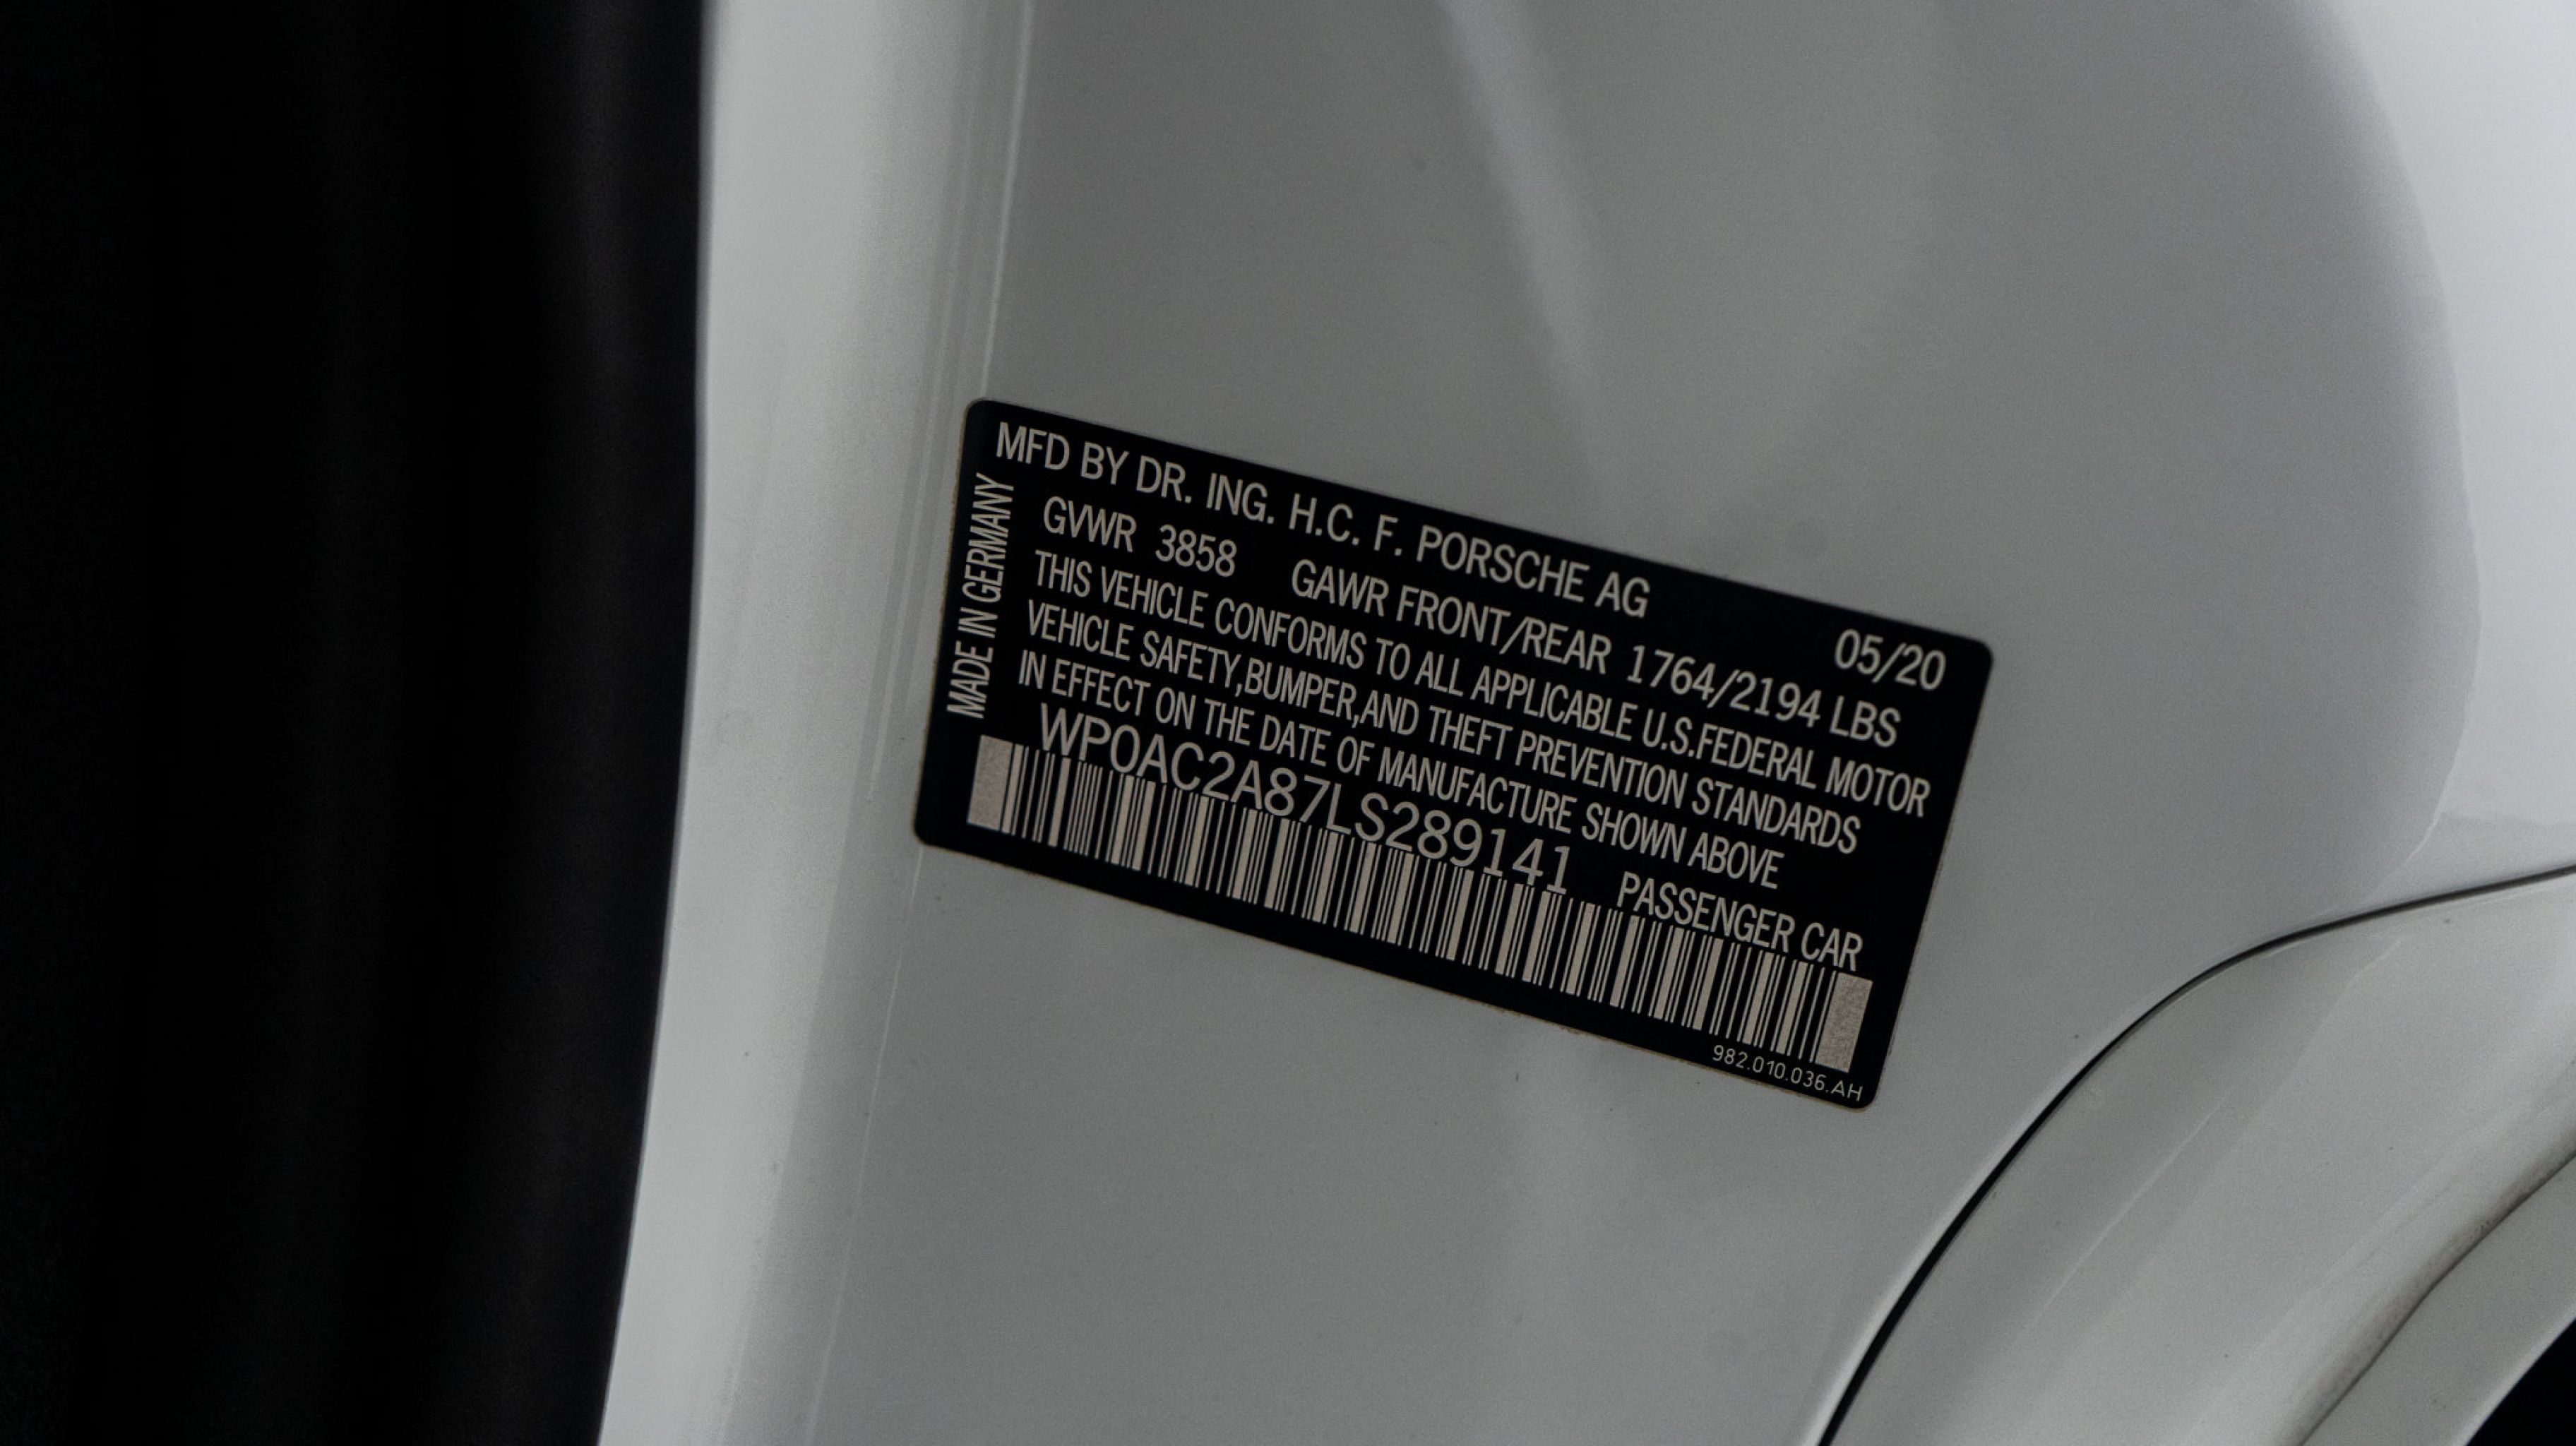 MFD BY DR. ING. H.C. F. PORSCHE AG
05/20
GVWR 3858 GAWR FRONT/REAR 1764/2194 LBS
THIS VEHICLE CONFORMS TO ALL APPLICABLE U.S.FEDERAL MOTOR
VEHICLE SAFETY,BUMPER,AND THEFT PREVENTION STANDARDS
IN EFFECT ON THE DATE OF MANUFACTURE SHOWN ABOVE
WP0AC2A87LS289141 PASSENGER CAR
982.010.036.AH
MADE IN GERMANY